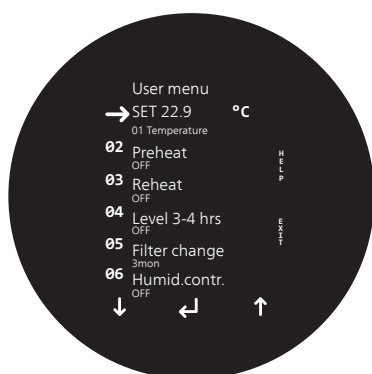 User menu
SET 22.9 °C
01 Temperature
02 Preheat
OFF
03 Reheat
OFF
04 Level 3-4 hrs
OFF
05 Filter change
3mon
06 Humid.contr.
OFF
HELP
EXIT